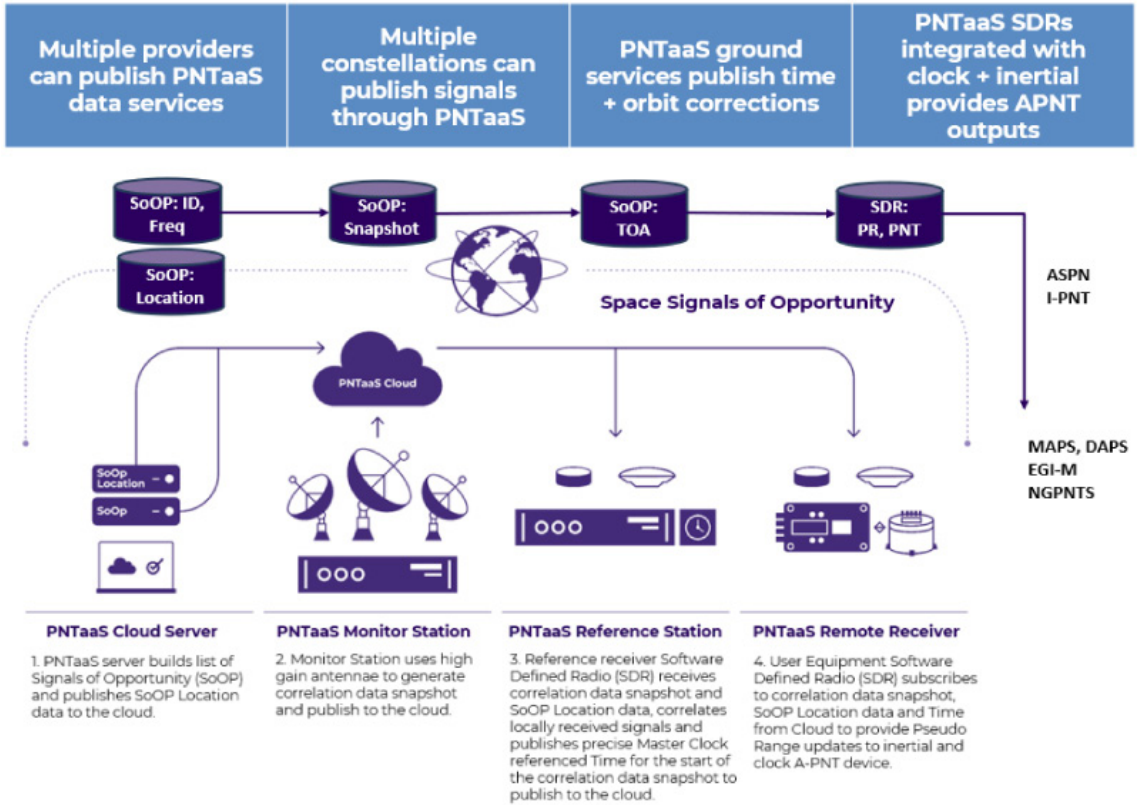 Multiple providers
can publish PNTaaS
data services
Multiple
constellations can
publish signals
through PNTaaS
PNTaaS ground
services publish time
+ orbit corrections
PNTaaS SDRs
integrated with
clock + inertial
provides APNT
outputs
SoOP: ID,
Freq
SoOP:
Snapshot
SoOP:
TOA
SDR:
PR, PNT
SoOP:
Location
Space Signals of Opportunity
ASPN
I-PNT
PNTaaS Cloud
MAPS, DAPS
EGI-M
NGPNTS
SoOp
Location
SoOp
PNTaaS Cloud Server
1. PNTaaS server builds list of
Signals of Opportunity (SoOP)
and publishes SoOP Location
data to the cloud.
PNTaaS Monitor Station
2. Monitor Station uses high
gain antennae to generate
correlation data snapshot
and publish to the cloud.
PNTaaS Reference Station
3. Reference receiver Software
Defined Radio (SDR) receives
correlation data snapshot and
SoOP Location data, correlates
locally received signals and
publishes precise Master Clock
referenced Time for the start of
the correlation data snapshot to
publish to the cloud.
PNTaaS Remote Receiver
4. User Equipment Software
Defined Radio (SDR) subscribes
to correlation data snapshot,
SoOP Location data and Time
from Cloud to provide Pseudo
Range updates to inertial and
clock A-PNT device.